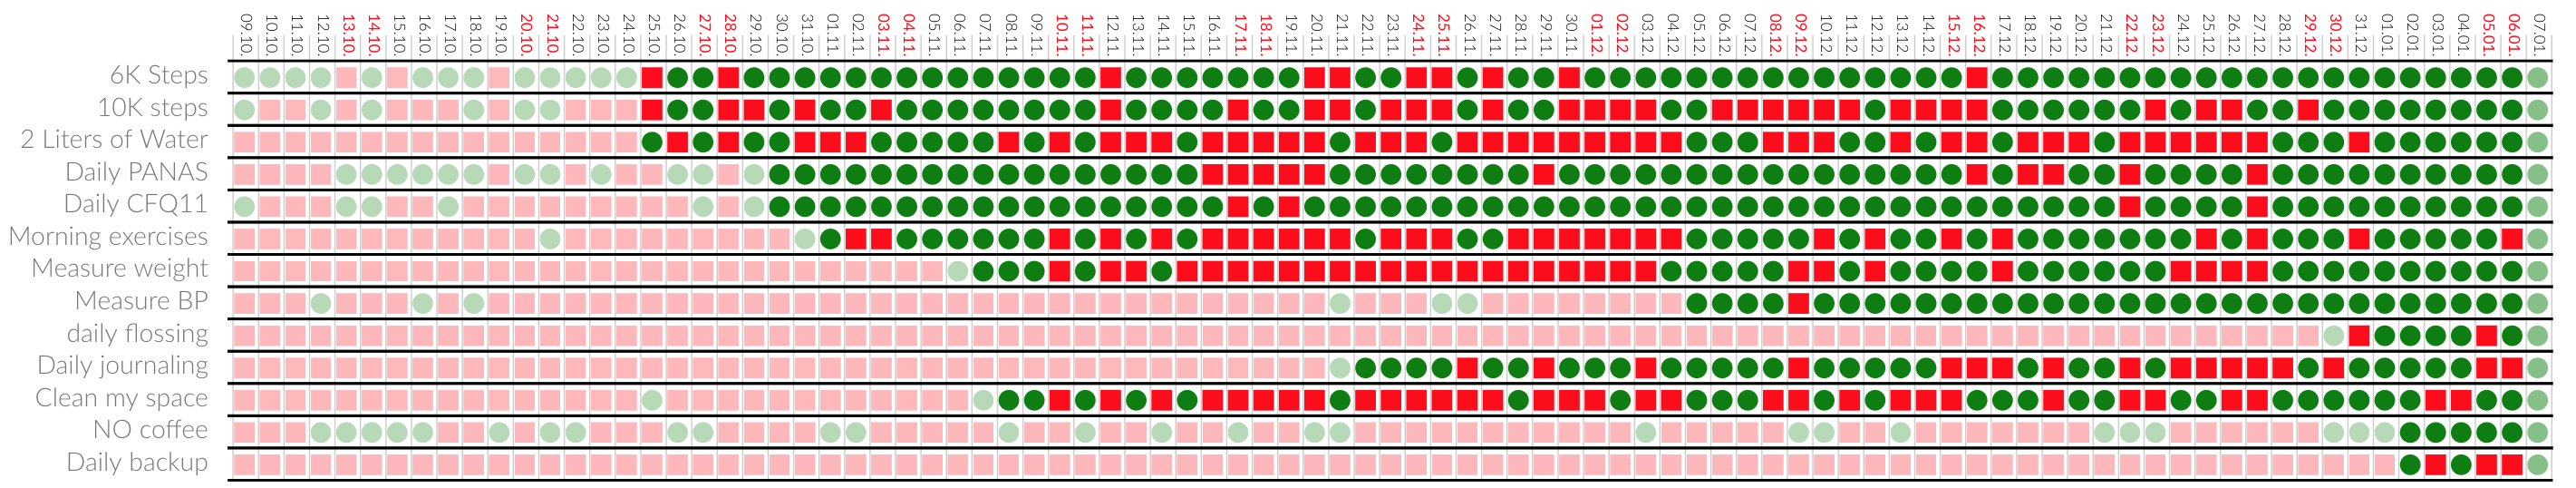 09.10. 10.10. 11.10. 12.10. 13.10. 14.10. 15.10. 16.10. 17.10. 18.10. 19.10. 20.10. 21.10. 22.10. 23.10. 24.10. 25.10. 26.10. 27.10. 28.10. 29.10. 30.10. 31.10. 01.11. 02.11. 03.11. 04.11. 05.11. 06.11. 07.11. 08.11. 09.11. 10.11. 11.11. 12.11. 13.11. 14.11. 15.11. 16.11. 17.11. 18.11. 19.11. 20.11. 21.11. 22.11. 23.11. 24.11. 25.11. 26.11. 27.11. 28.11. 29.11. 30.11. 01.12. 02.12. 03.12. 04.12. 05.12. 06.12. 07.12. 08.12. 09.12. 10.12. 11.12. 12.12. 13.12. 14.12. 15.12. 16.12. 17.12. 18.12. 19.12. 20.12. 21.12. 22.12. 23.12. 24.12. 25.12. 26.12. 27.12. 28.12. 29.12. 30.12. 31.12. 01.01. 02.01. 03.01. 04.01. 05.01. 06.01. 07.01.
6K Steps
10K steps
2 Liters of Water
Daily PANAS
Daily CFQ11
Morning exercises
Measure weight
Measure BP
daily flossing
Daily journaling
Clean my space
NO coffee
Daily backup